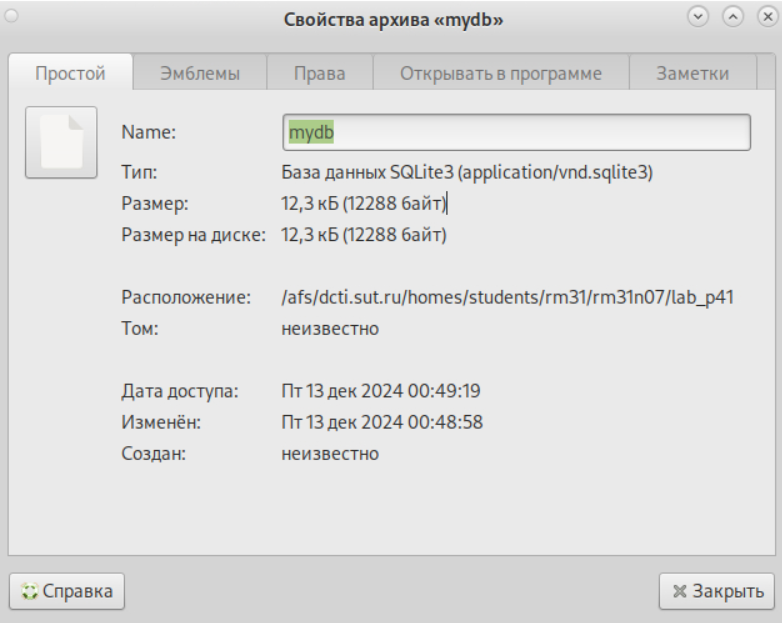 Свойства архива «mydb»
Простой Эмблемы Права Открывать в программе Заметки
Name: mydb
Тип: База данных SQLite3 (application/vnd.sqlite3)
Размер: 12,3 кБ (12288 байт)
Размер на диске: 12,3 кБ (12288 байт)
Расположение: /afs/dcti.sut.ru/homes/students/rm31/rm31n07/lab_p41
Том: неизвестно
Дата доступа: Пт 13 дек 2024 00:49:19
Изменён: Пт 13 дек 2024 00:48:58
Создан: неизвестно
Справка Закрыть